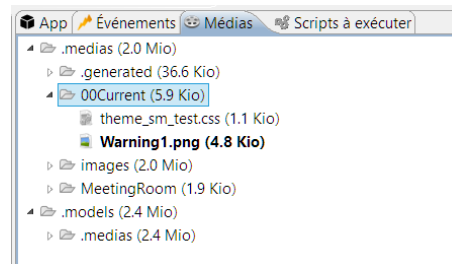 App Événements Médias Scripts à exécuter
.medias (2.0 Mio)
.generated (36.6 Kio)
00Current (5.9 Kio)
theme_sm_test.css (1.1 Kio)
Warning1.png (4.8 Kio)
images (2.0 Mio)
MeetingRoom (1.9 Kio)
.models (2.4 Mio)
.medias (2.4 Mio)